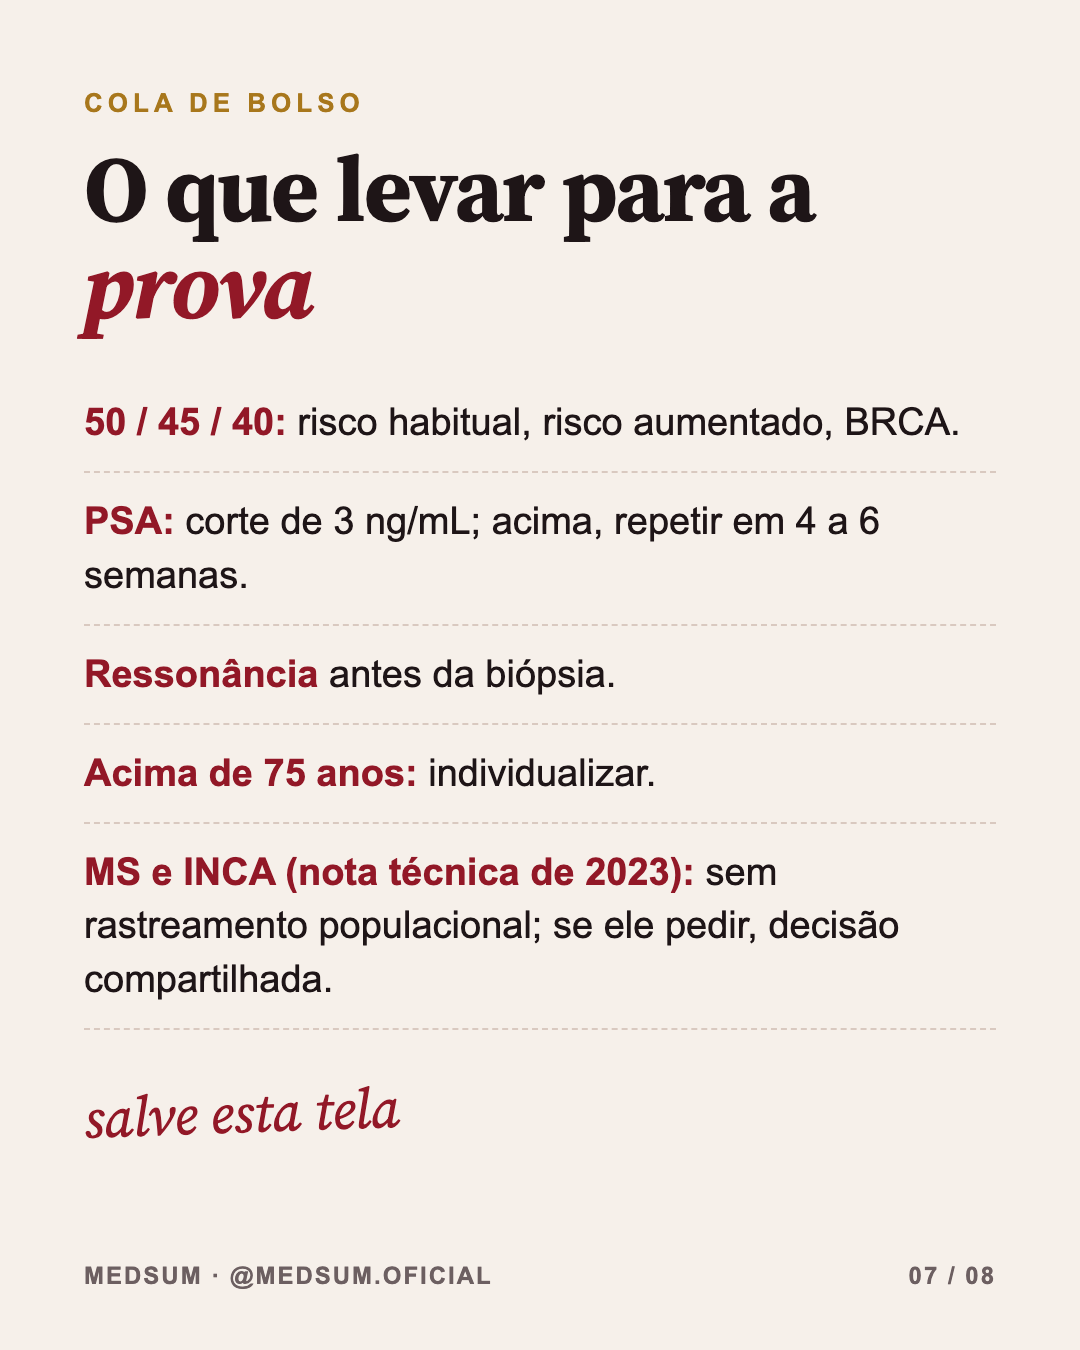 COLA DE BOLSO
O que levar para a
prova
50 / 45 / 40: risco habitual, risco aumentado, BRCA.
PSA: corte de 3 ng/mL; acima, repetir em 4 a 6
semanas.
Ressonância antes da biópsia.
Acima de 75 anos: individualizar.
MS e INCA (nota técnica de 2023): sem
rastreamento populacional; se ele pedir, decisão
compartilhada.
salve esta tela
MEDSUM · @MEDSUM.OFICIAL
07 / 08